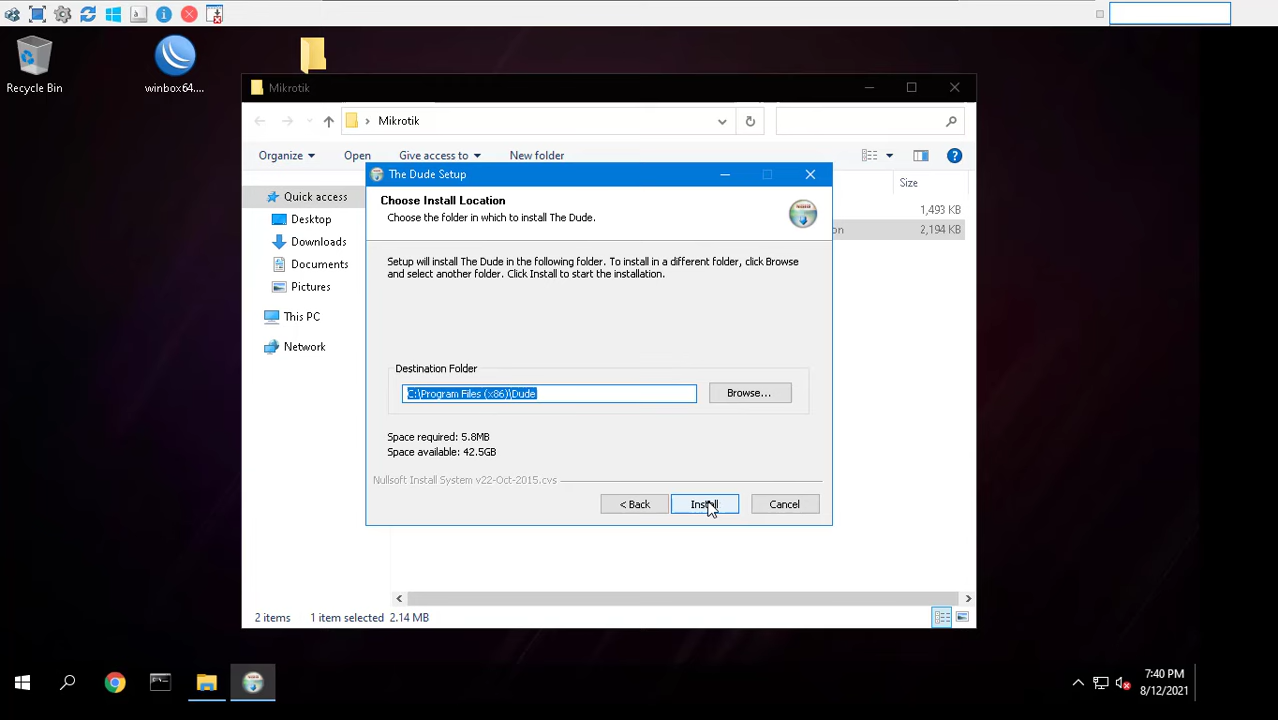 Recycle Bin
winbox64....
Mikrotik
Mikrotik
Organize
Open
Give access to
New folder
Size
Quick access
1,493 KB
Desktop
on
2,194 KB
Downloads
Documents
Pictures
This PC
Network
The Dude Setup
Choose Install Location
Choose the folder in which to install The Dude.
Setup will install The Dude in the following folder. To install in a different folder, click Browse
and select another folder. Click Install to start the installation.
Destination Folder
C:\Program Files (x86)\Dude
Browse...
Space required: 5.8MB
Space available: 42.5GB
Nullsoft Install System v22-Oct-2015.cvs
< Back
Install
Cancel
2 items
1 item selected 2.14 MB
7:40 PM
8/12/2021